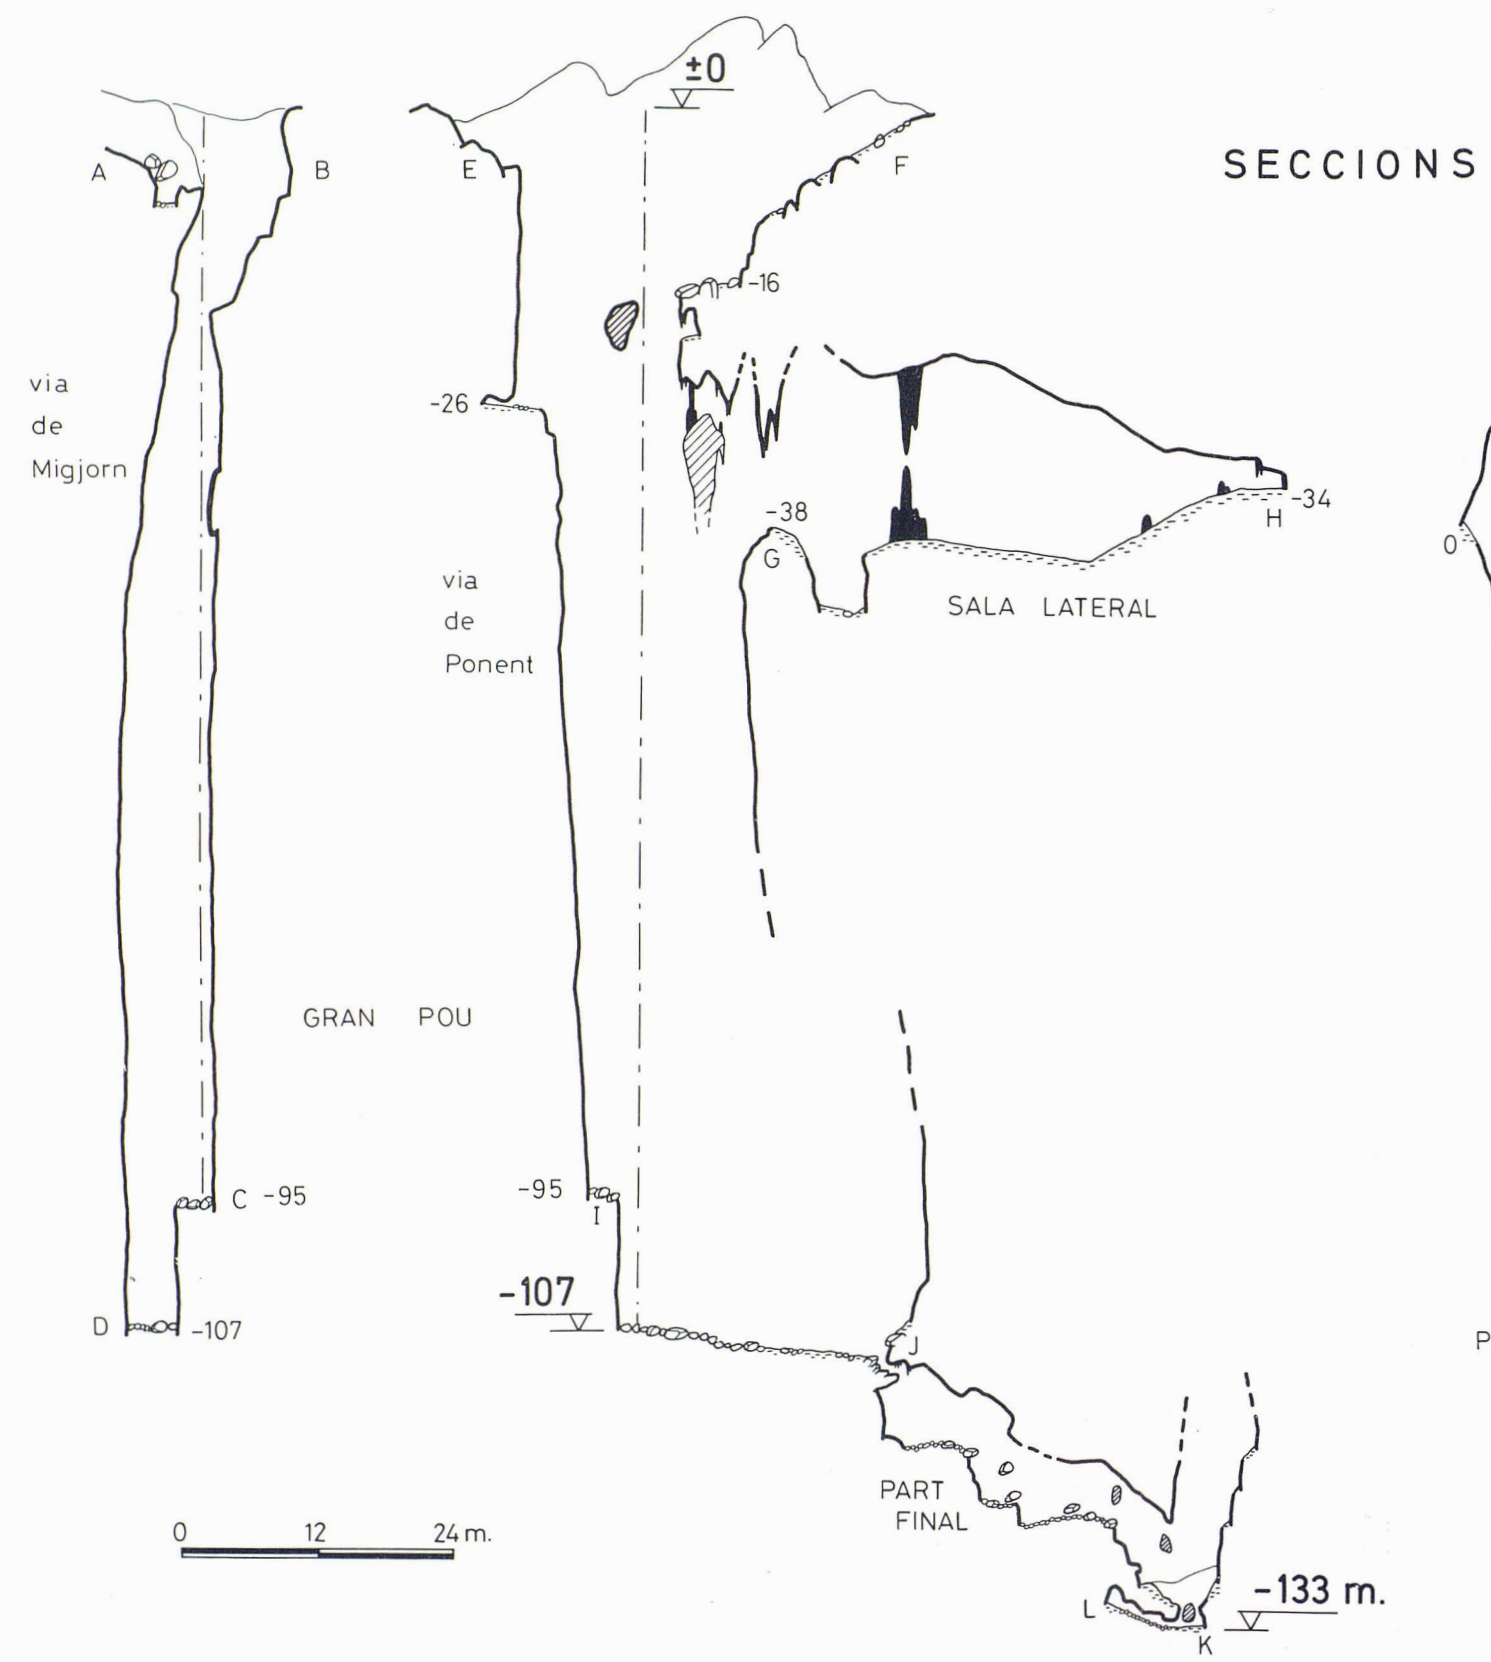 ±0
A
B
E
F
SECCIONS
-16
via
de
Migjorn
-26
-34
H
-38
G
O
via
de
Ponent
SALA LATERAL
GRAN POU
C -95
-95
I
-107
D
-107
J
P
PART
FINAL
0 12 24 m.
L
-133 m.
K